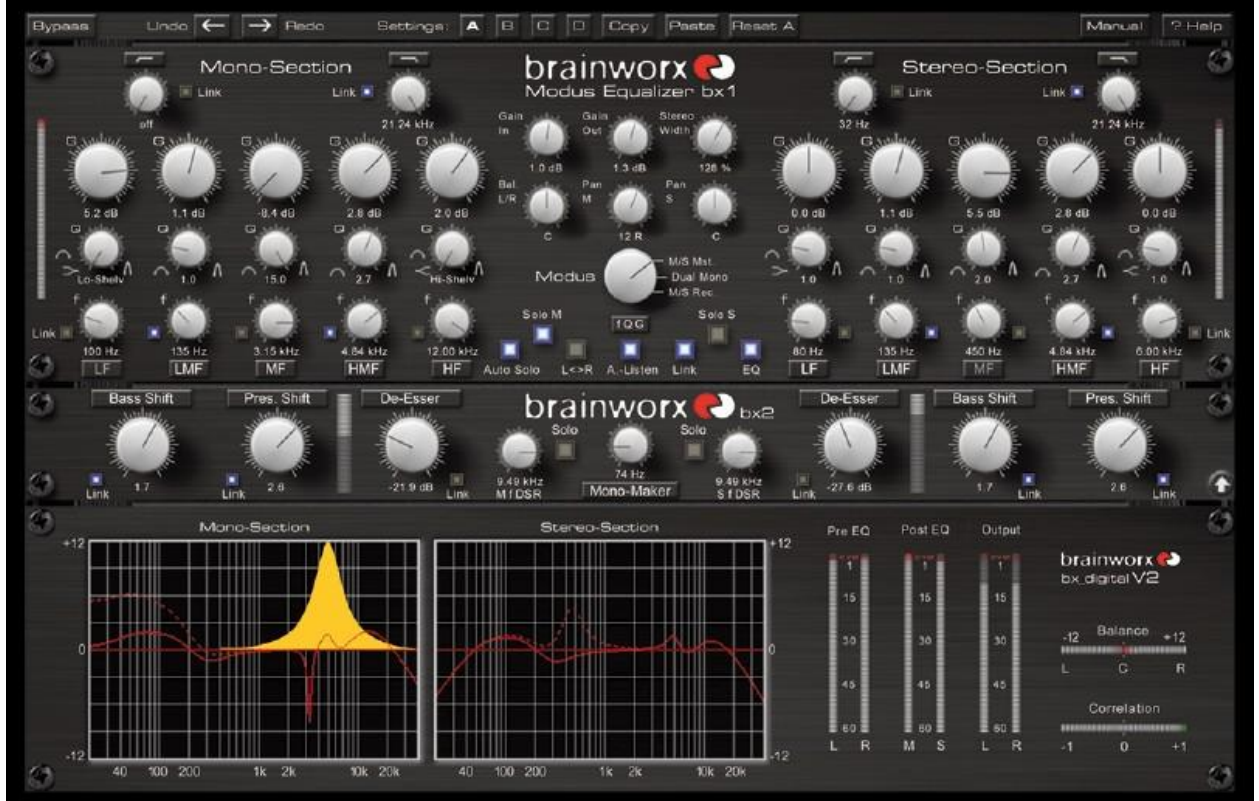 Bypass Undo Redo Settings: A B C D Copy Paste Reset A Manual ? Help
Mono-Section
Link Link
off 21.24 kHz
G G G G G
5.2 dB 1.1 dB -8.4 dB 2.8 dB 2.0 dB
Q Q Q Q Q
Lo-Shelv 1.0 15.0 2.7 Hi-Shelv
f f f f f
Link
100 Hz 135 Hz 3.15 kHz 4.84 kHz 12.00 kHz
LF LMF MF HMF HF
brainworx
Modus Equalizer bx1
Gain In Gain Out Stereo Width
1.0 dB 1.3 dB 128 %
Bal. L/R Pan M Pan S
C 12 R C
Modus
M/S Mst.
Dual Mono
M/S Rec.
fQG
Solo M Solo S
Auto Solo L<>R A.-Listen Link EQ
Stereo-Section
Link Link
32 Hz 21.24 kHz
G G G G G
0.0 dB 1.1 dB 5.5 dB 2.8 dB 0.0 dB
Q Q Q Q Q
1.0 1.0 2.0 2.7 1.0
f f f f f
Link
80 Hz 135 Hz 450 Hz 4.84 kHz 6.00 kHz
LF LMF MF HMF HF
Bass Shift Pres. Shift De-Esser
Link 1.7 Link 2.6 -21.9 dB Link
brainworx bx2
Solo Solo
9.49 kHz 74 Hz 9.49 kHz
M f DSR Mono-Maker S f DSR
De-Esser Bass Shift Pres. Shift
Link -27.6 dB 1.7 Link 2.6 Link
Mono-Section
+12
0
-12
40 100 200 1k 2k 10k 20k
Stereo-Section
+12
0
-12
40 100 200 1k 2k 10k 20k
Pre EQ Post EQ Output
1 1 1
15 15 15
30 30 30
45 45 45
60 60 60
L R M S L R
brainworx
bx_digital V2
-12 Balance +12
L C R
Correlation
-1 0 +1